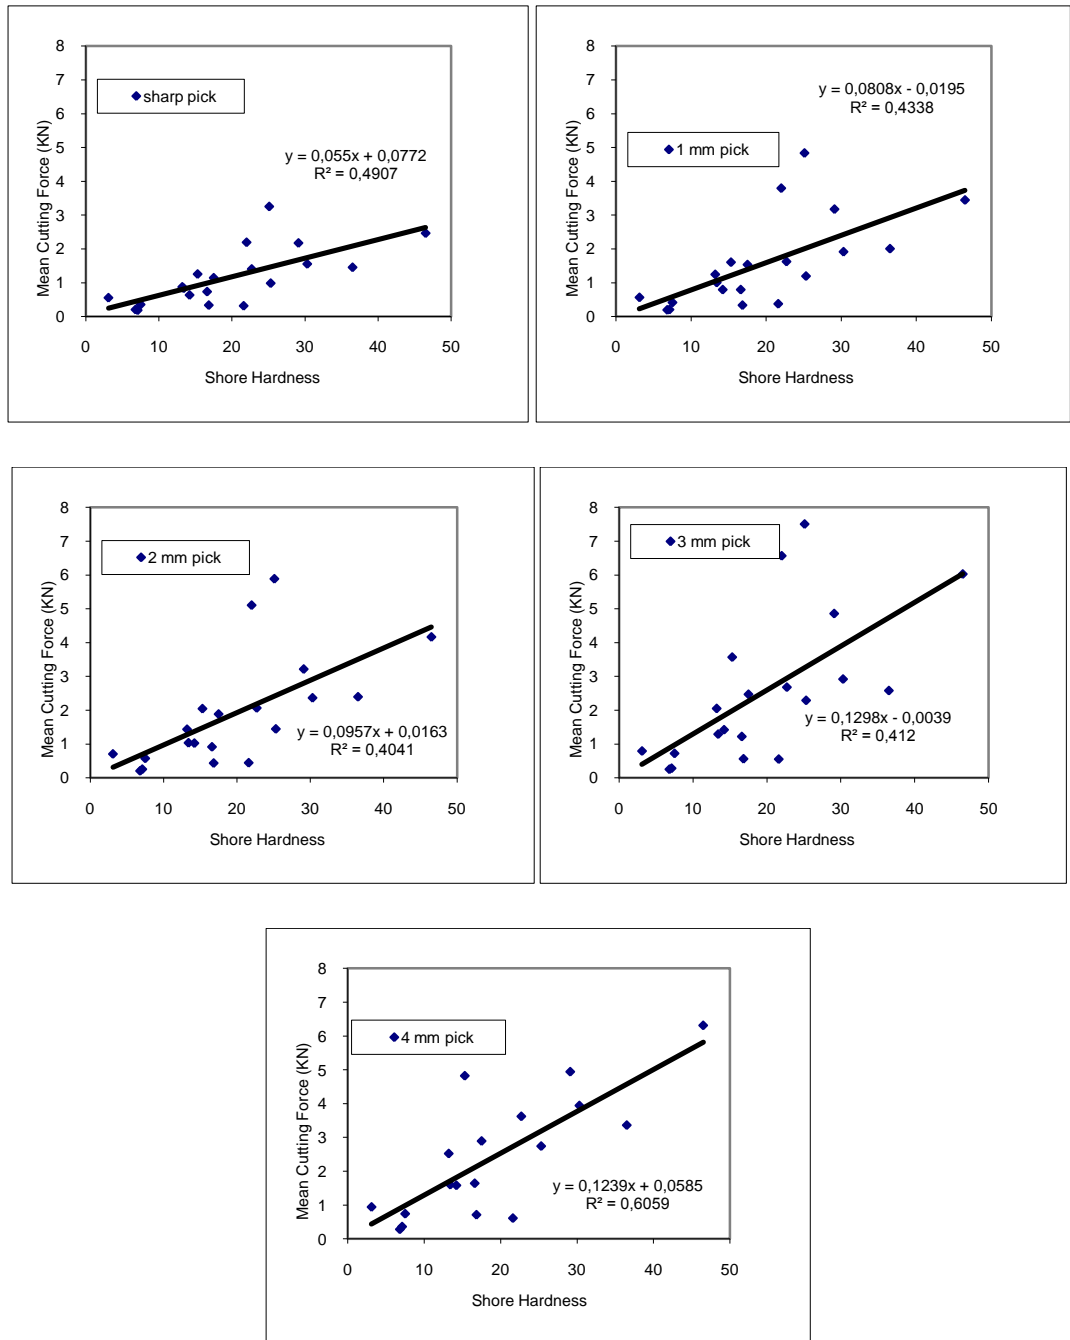 8
7
6
5
4
3
2
1
0
Mean Cutting Force (KN)
sharp pick
y = 0,055x + 0,0772
R² = 0,4907
0 10 20 30 40 50
Shore Hardness
8
7
6
5
4
3
2
1
0
Mean Cutting Force (KN)
y = 0,0808x - 0,0195
R² = 0,4338
1 mm pick
0 10 20 30 40 50
Shore Hardness
8
7
6
5
4
3
2
1
0
Mean Cutting Force (KN)
2 mm pick
y = 0,0957x + 0,0163
R² = 0,4041
0 10 20 30 40 50
Shore Hardness
8
7
6
5
4
3
2
1
0
Mean Cutting Force (KN)
3 mm pick
y = 0,1298x - 0,0039
R² = 0,412
0 10 20 30 40 50
Shore Hardness
8
7
6
5
4
3
2
1
0
Mean Cutting Force (KN)
4 mm pick
y = 0,1239x + 0,0585
R² = 0,6059
0 10 20 30 40 50
Shore Hardness